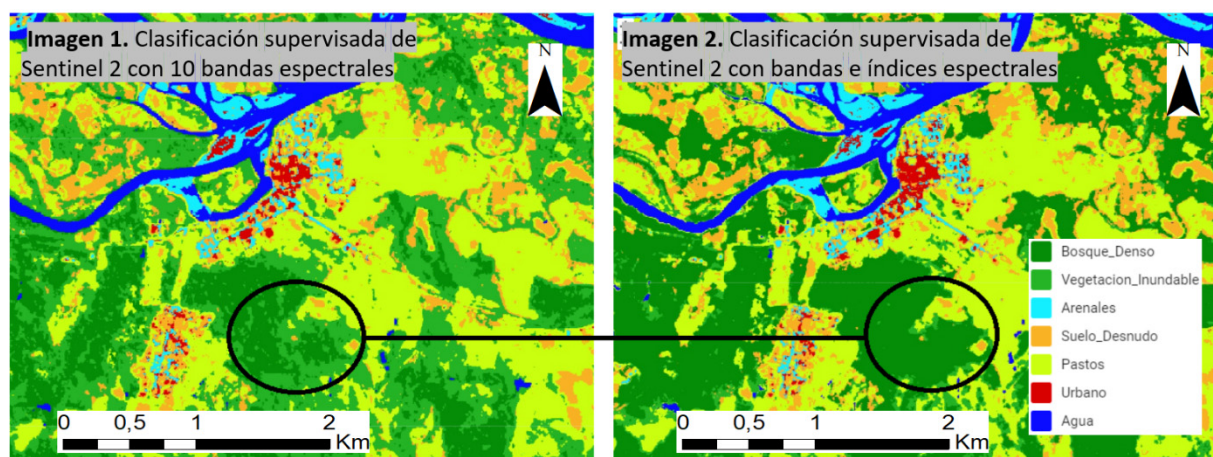 Imagen 1. Clasificación supervisada de
Sentinel 2 con 10 bandas espectrales
N
0 0,5 1 2
Km
Imagen 2. Clasificación supervisada de
Sentinel 2 con bandas e índices espectrales
N
Bosque_Denso
Vegetacion_Inundable
Arenales
Suelo_Desnudo
Pastos
Urbano
Agua
0 0,5 1 2
Km